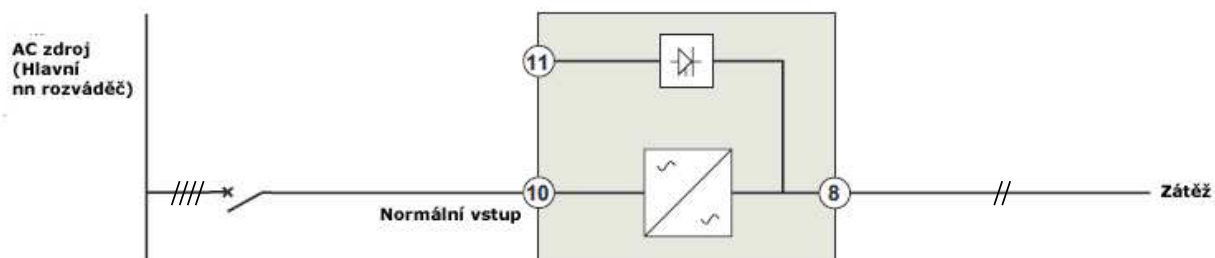 AC zdroj
(Hlavní
nn rozváděč)
11
10
8
Normální vstup
Zátěž